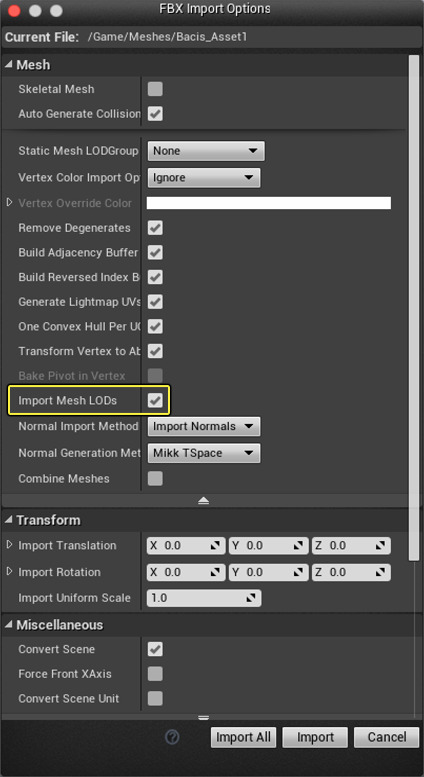 FBX Import Options
Current File: /Game/Meshes/Bacis_Asset1
Mesh
Skeletal Mesh
Auto Generate Collision
Static Mesh LODGroup None
Vertex Color Import Opt Ignore
Vertex Override Color
Remove Degenerates
Build Adjacency Buffer
Build Reversed Index B
Generate Lightmap UVs
One Convex Hull Per UC
Transform Vertex to Ab
Bake Pivot in Vertex
Import Mesh LODs
Normal Import Method Import Normals
Normal Generation Met Mikk TSpace
Combine Meshes
Transform
Import Translation X 0.0 Y 0.0 Z 0.0
Import Rotation X 0.0 Y 0.0 Z 0.0
Import Uniform Scale 1.0
Miscellaneous
Convert Scene
Force Front XAxis
Convert Scene Unit
? Import All Import Cancel